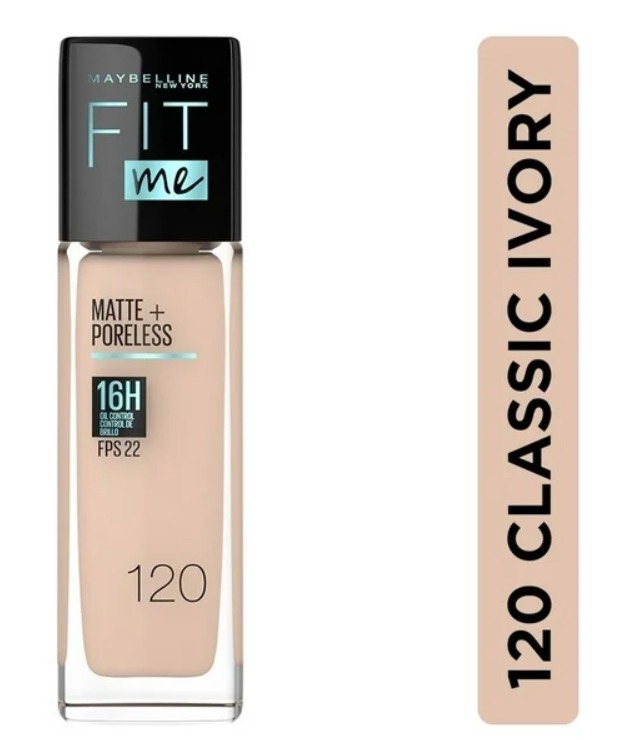 MAYBELLINE
NEW YORK
FIT
me
MATTE +
PORELESS
16H
OIL CONTROL
CONTROL DE
BRILLO
FPS 22
120
120 CLASSIC IVORY